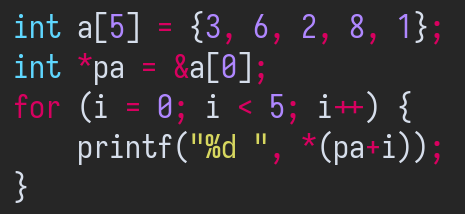 int a[5] = {3, 6, 2, 8, 1};
int *pa = &a[0];
for (i = 0; i < 5; i++) {
    printf("%d ", *(pa+i));
}